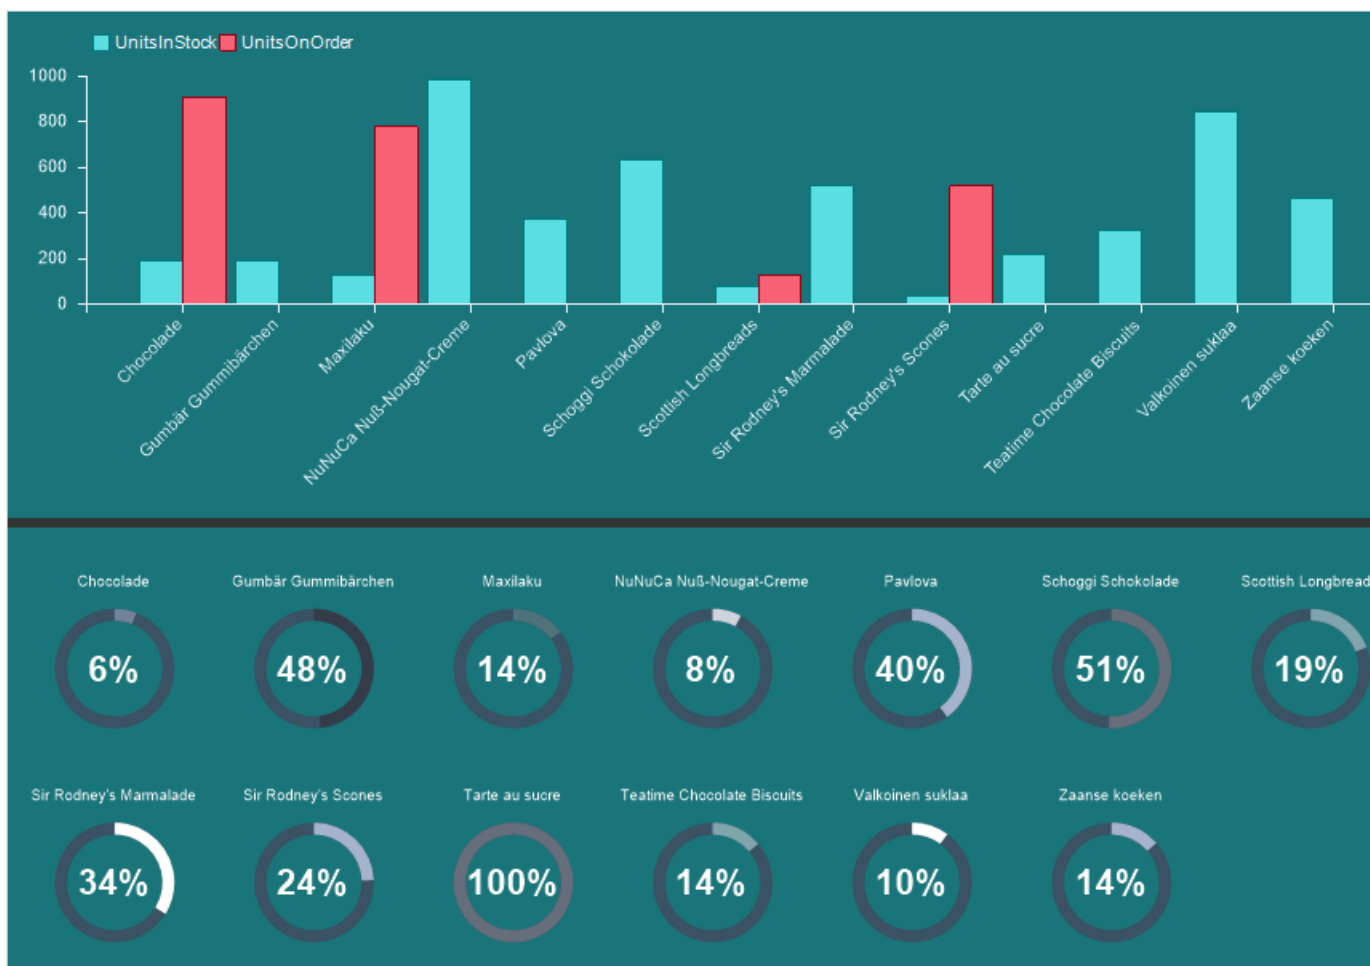 UnitsInStock UnitsOnOrder
1000
800
600
400
200
0
Chocolade
Gumbär Gummibärchen
Maxilaku
NuNuCa Nuß-Nougat-Creme
Pavlova
Schoggi Schokolade
Scottish Longbreads
Sir Rodney's Marmalade
Sir Rodney's Scones
Tarte au sucre
Teatime Chocolate Biscuits
Valkoinen suklaa
Zaanse koeken
Chocolade Gumbär Gummibärchen Maxilaku NuNuCa Nuß-Nougat-Creme Pavlova Schoggi Schokolade Scottish Longbread
6% 48% 14% 8% 40% 51% 19%
Sir Rodney's Marmalade Sir Rodney's Scones Tarte au sucre Teatime Chocolate Biscuits Valkoinen suklaa Zaanse koeken
34% 24% 100% 14% 10% 14%